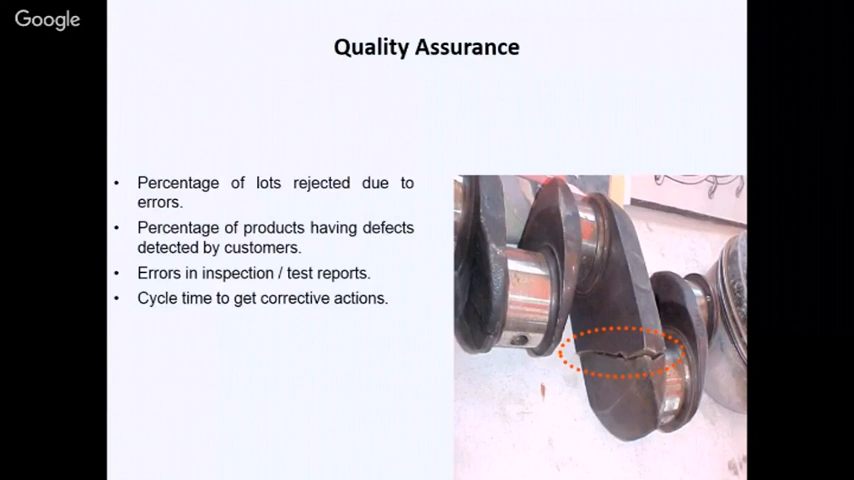 Google
Quality Assurance
• Percentage of lots rejected due to
errors.
• Percentage of products having defects
detected by customers.
• Errors in inspection / test reports.
• Cycle time to get corrective actions.